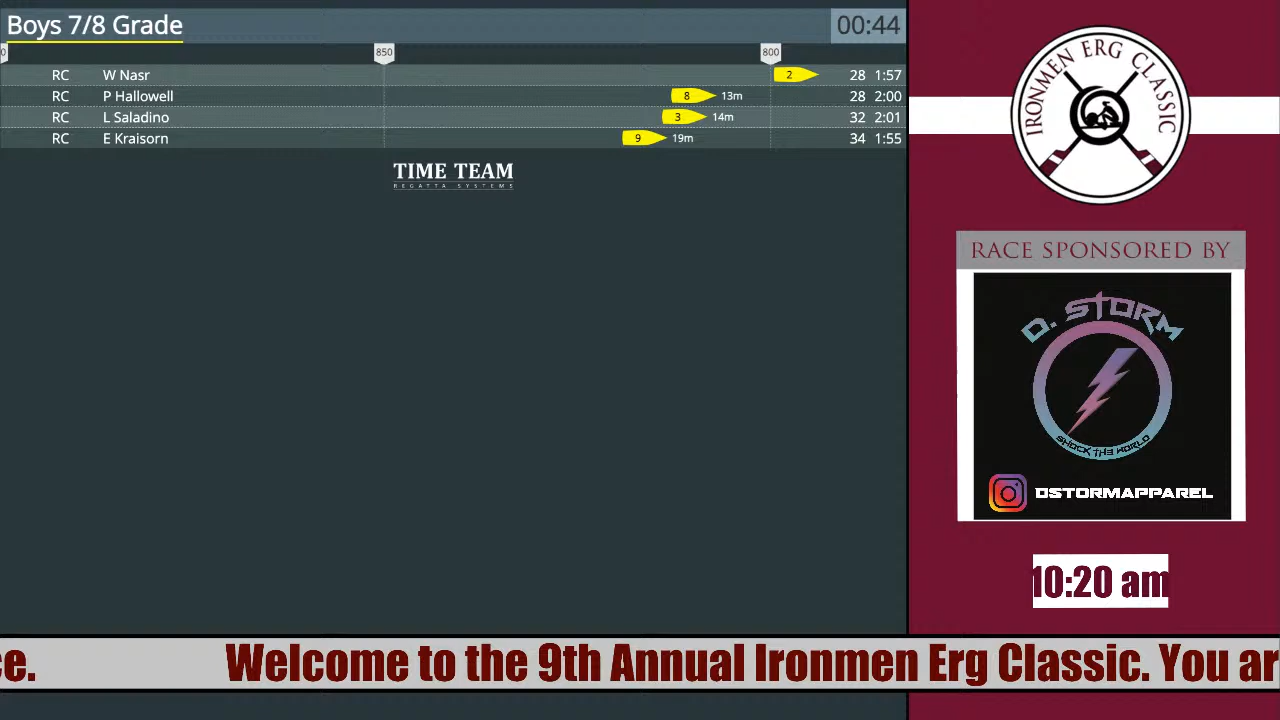 Boys 7/8 Grade 00:44
0 850 800
RC W Nasr 2 28 1:57
RC P Hallowell 8 13m 28 2:00
RC L Saladino 3 14m 32 2:01
RC E Kraisorn 9 19m 34 1:55
TIME TEAM
REGATTA SYSTEMS
IRONMEN ERG CLASSIC
RACE SPONSORED BY
D. STORM
SHOCK THE WORLD
DSTORMAPPAREL
10:20 am
ce. Welcome to the 9th Annual Ironmen Erg Classic. You ar